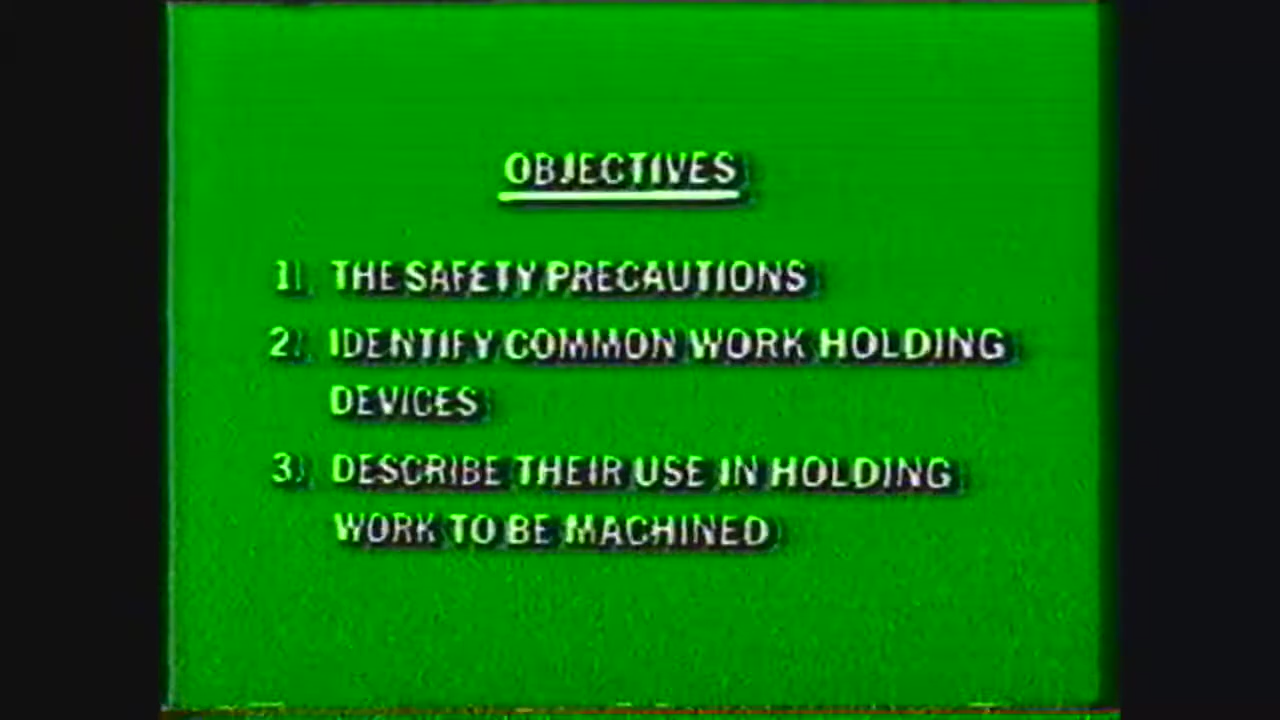 OBJECTIVES
1. THE SAFETY PRECAUTIONS
2. IDENTIFY COMMON WORK HOLDING
DEVICES
3. DESCRIBE THEIR USE IN HOLDING
WORK TO BE MACHINED